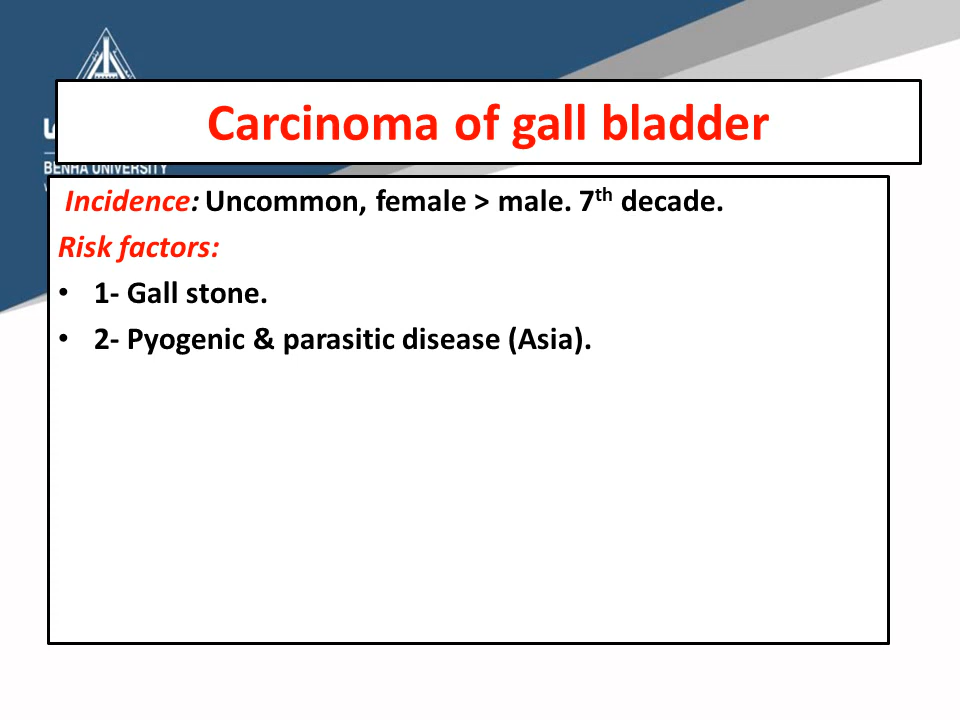 Carcinoma of gall bladder
BENHA UNIVERSITY
Incidence: Uncommon, female > male. 7th decade.
Risk factors:
• 1- Gall stone.
• 2- Pyogenic & parasitic disease (Asia).